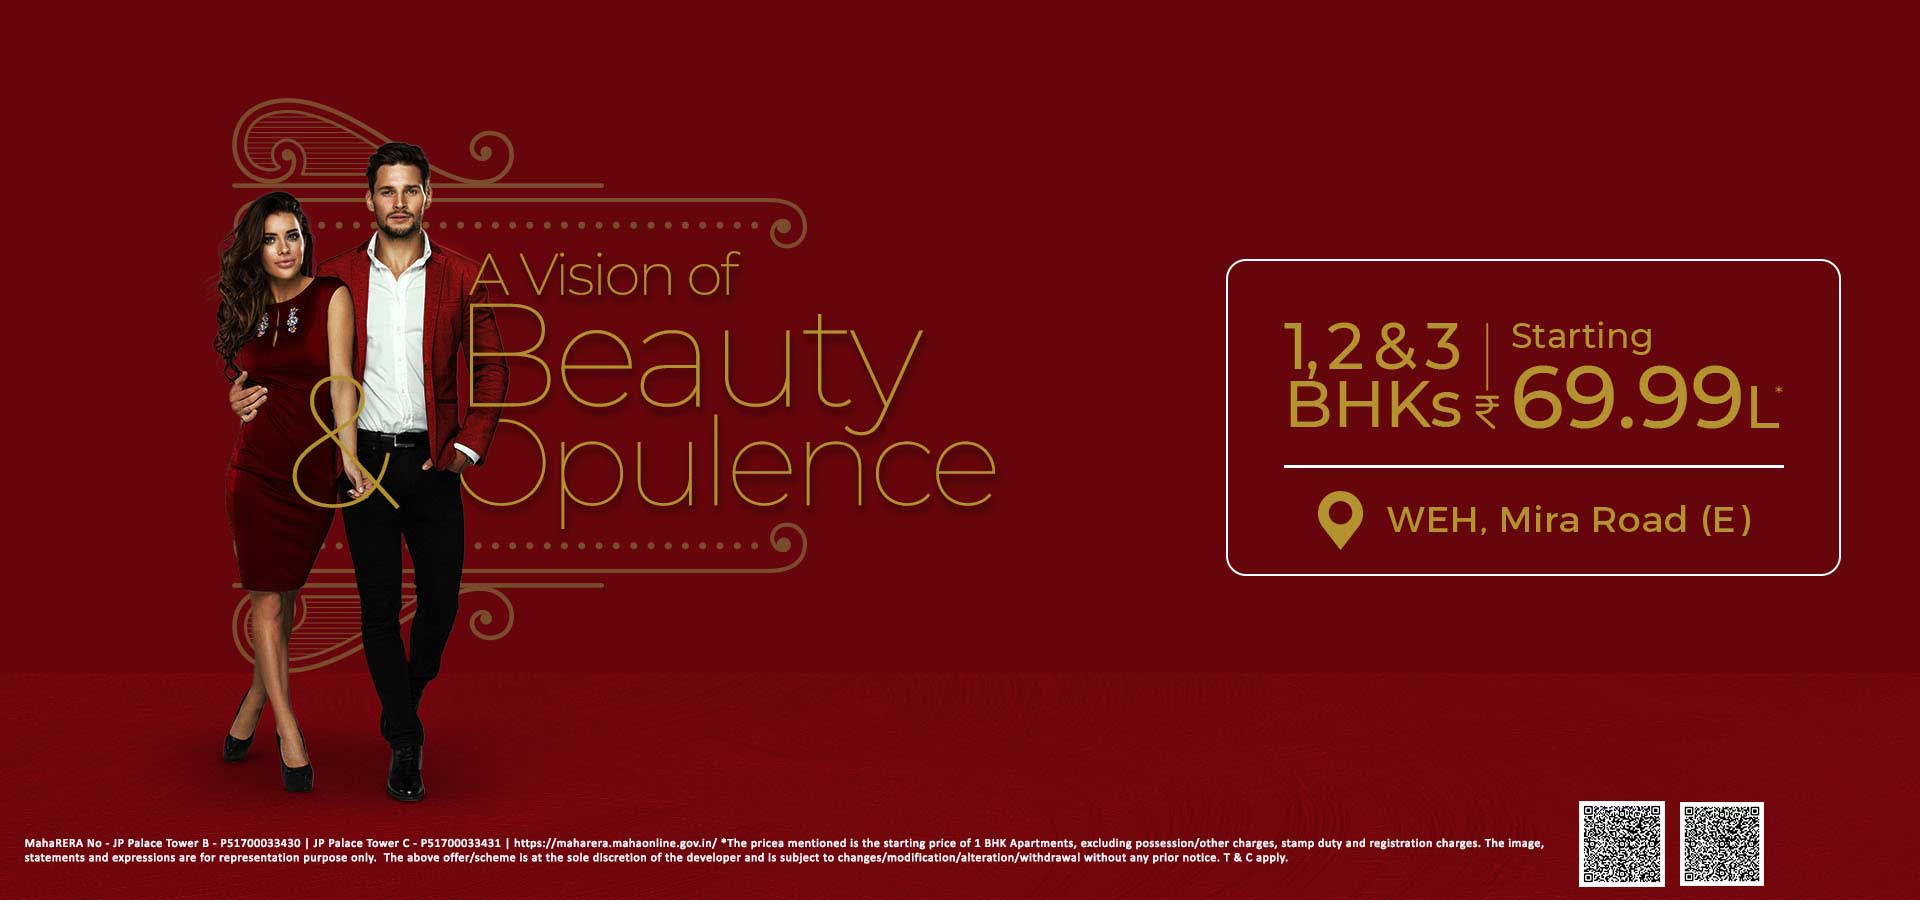 A Vision of
Beauty
& Opulence
1, 2 & 3
BHKs
Starting
₹ 69.99L*
WEH, Mira Road (E)
MahaRERA No - JP Palace Tower B - P51700033430 | JP Palace Tower C - P51700033431 | https://maharera.mahaonline.gov.in/ *The pricea mentioned is the starting price of 1 BHK Apartments, excluding possession/other charges, stamp duty and registration charges. The image,
statements and expressions are for representation purpose only. The above offer/scheme is at the sole discretion of the developer and is subject to changes/modification/alteration/withdrawal without any prior notice. T & C apply.